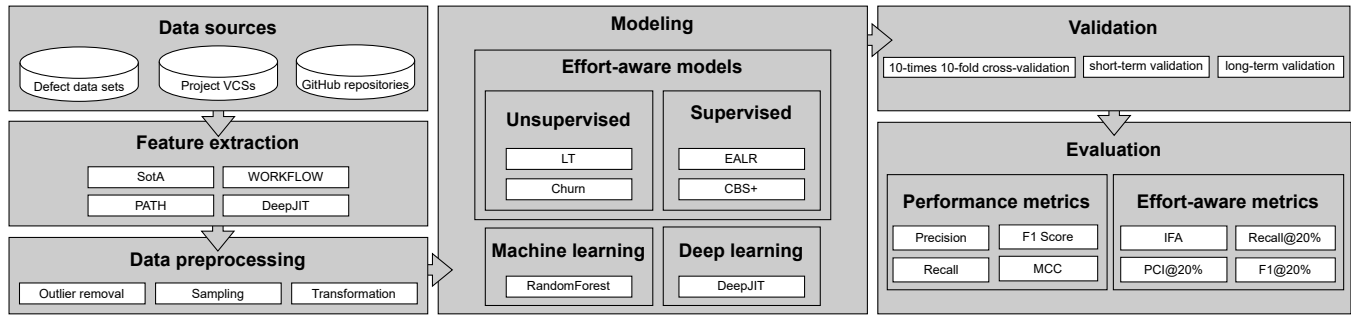 Data sources
Defect data sets
Project VCSs
GitHub repositories
Feature extraction
SotA
WORKFLOW
PATH
DeepJIT
Data preprocessing
Outlier removal
Sampling
Transformation
Modeling
Effort-aware models
Unsupervised
LT
Churn
Supervised
EALR
CBS+
Machine learning
RandomForest
Deep learning
DeepJIT
Validation
10-times 10-fold cross-validation
short-term validation
long-term validation
Evaluation
Performance metrics
Precision
F1 Score
Recall
MCC
Effort-aware metrics
IFA
Recall@20%
PCI@20%
F1@20%